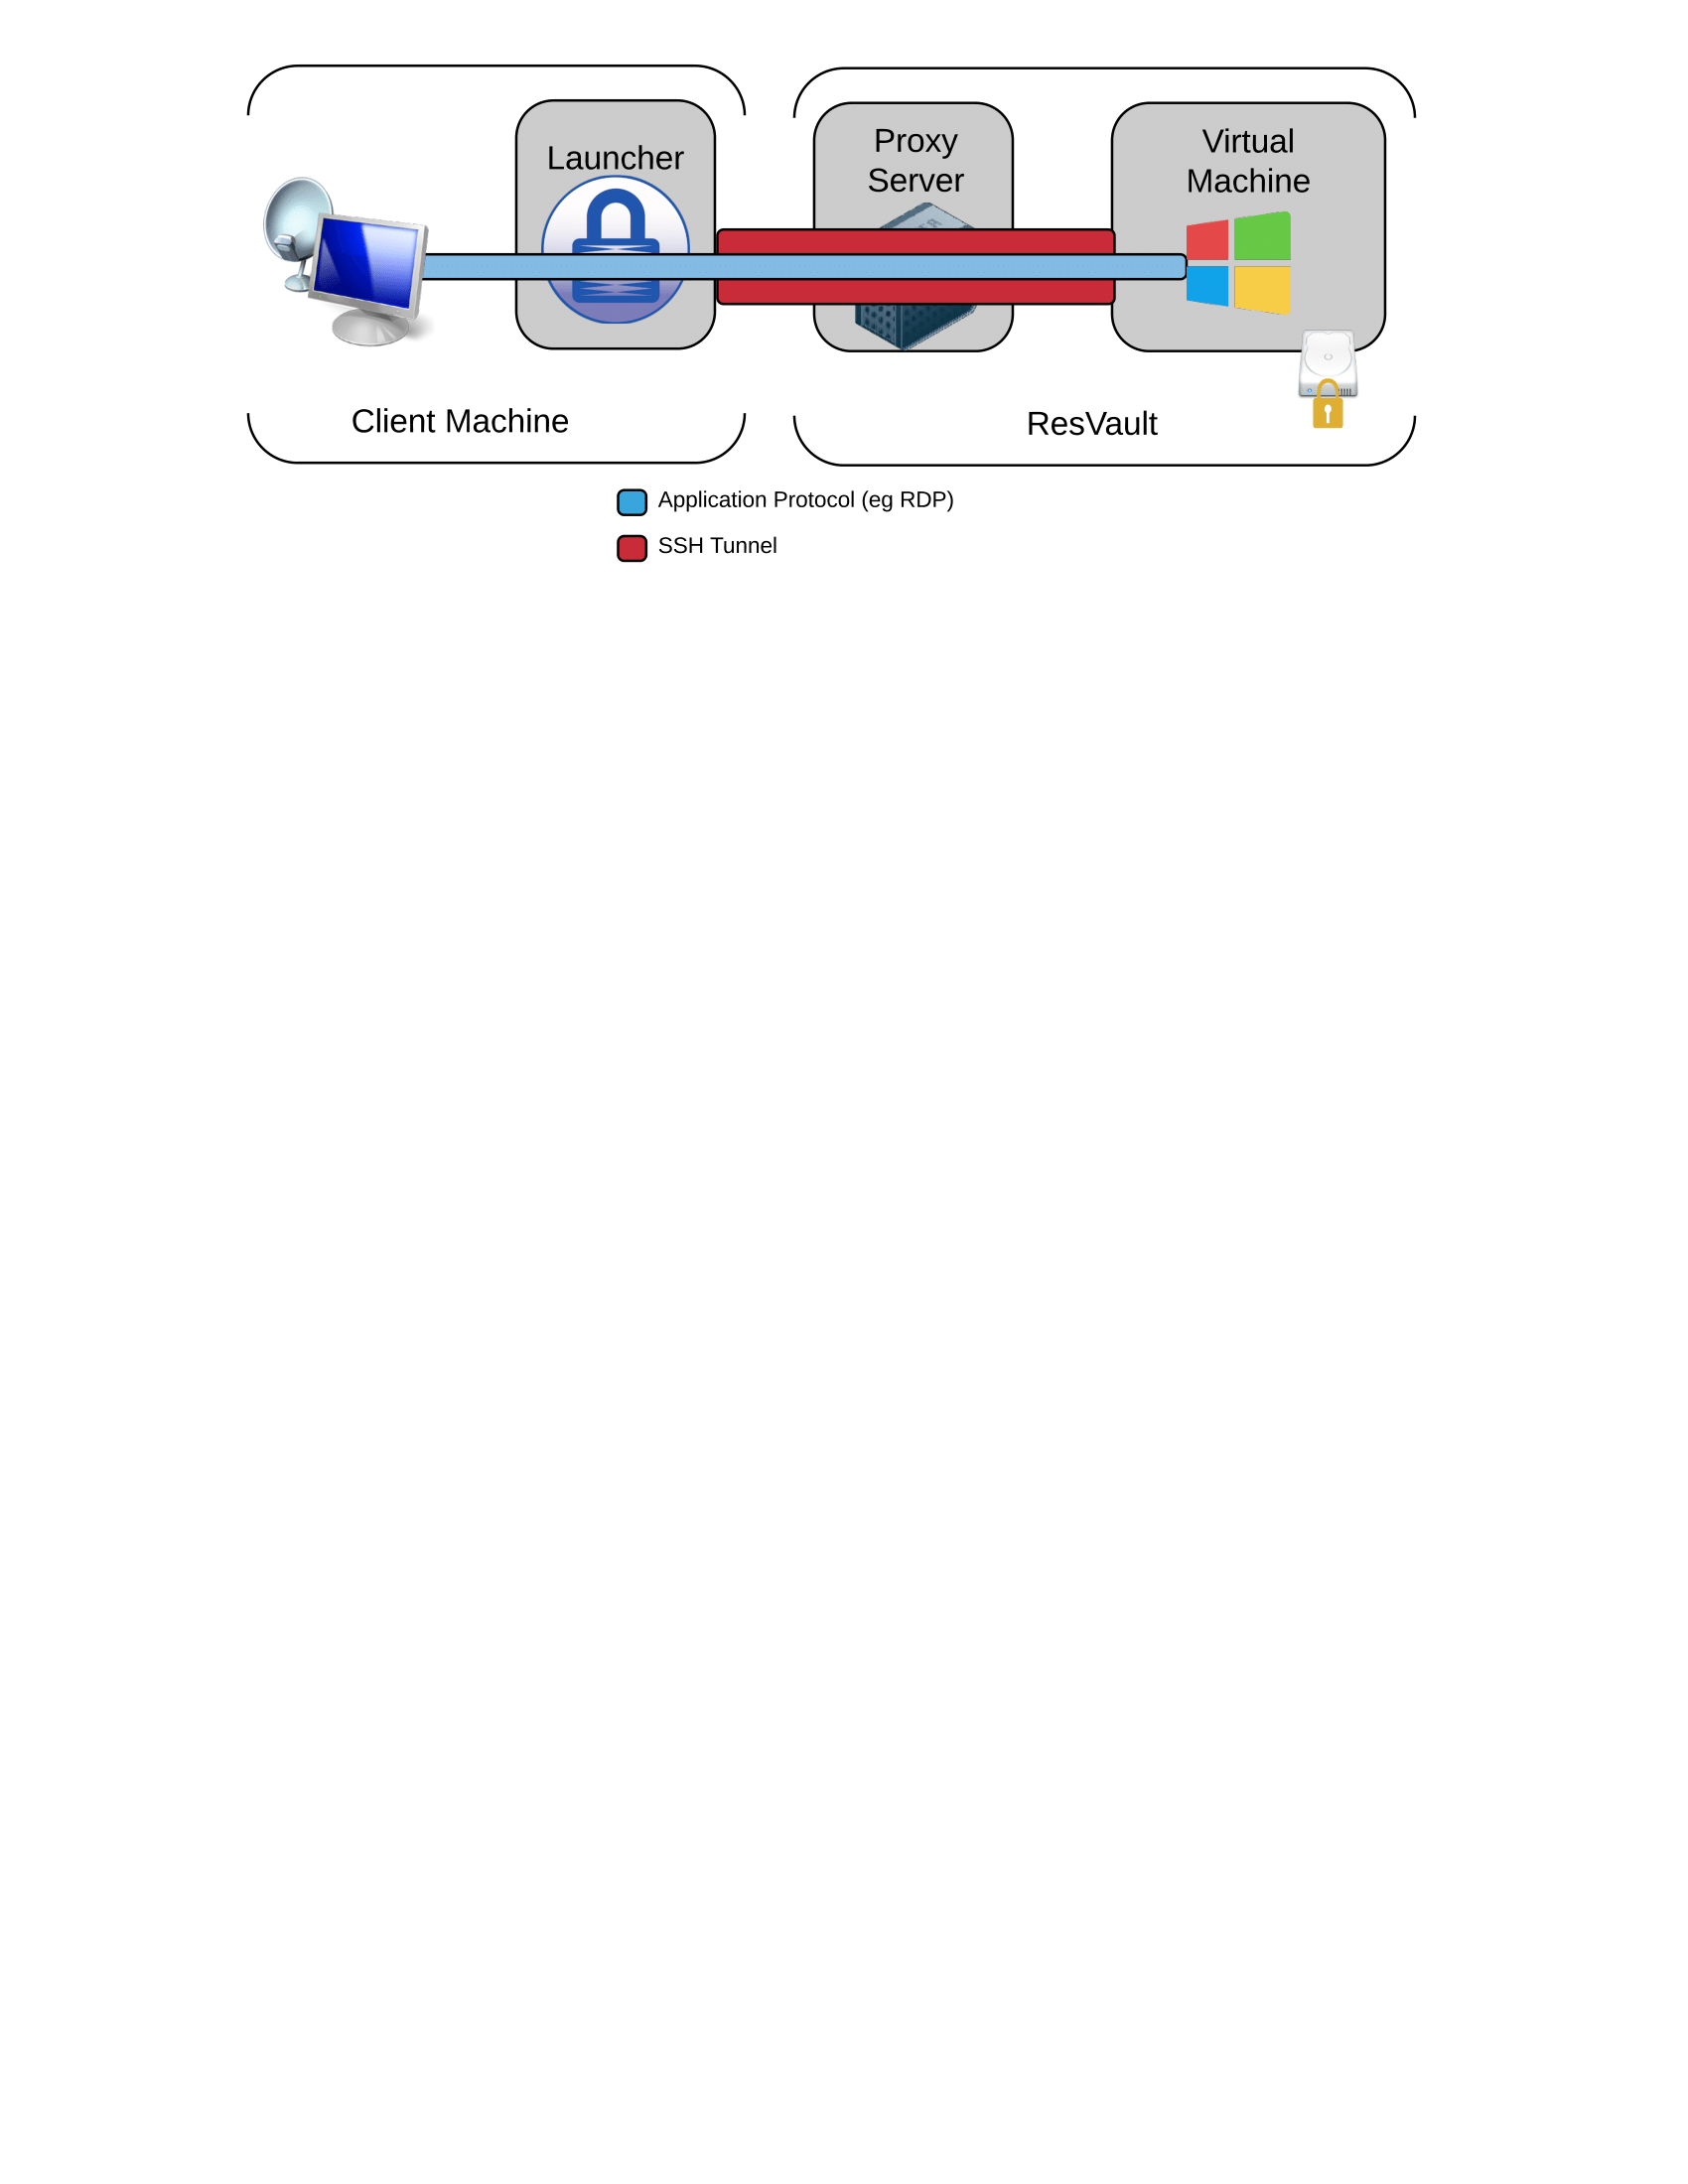 Launcher
Proxy
Server
Virtual
Machine
Client Machine
ResVault
Application Protocol (eg RDP)
SSH Tunnel